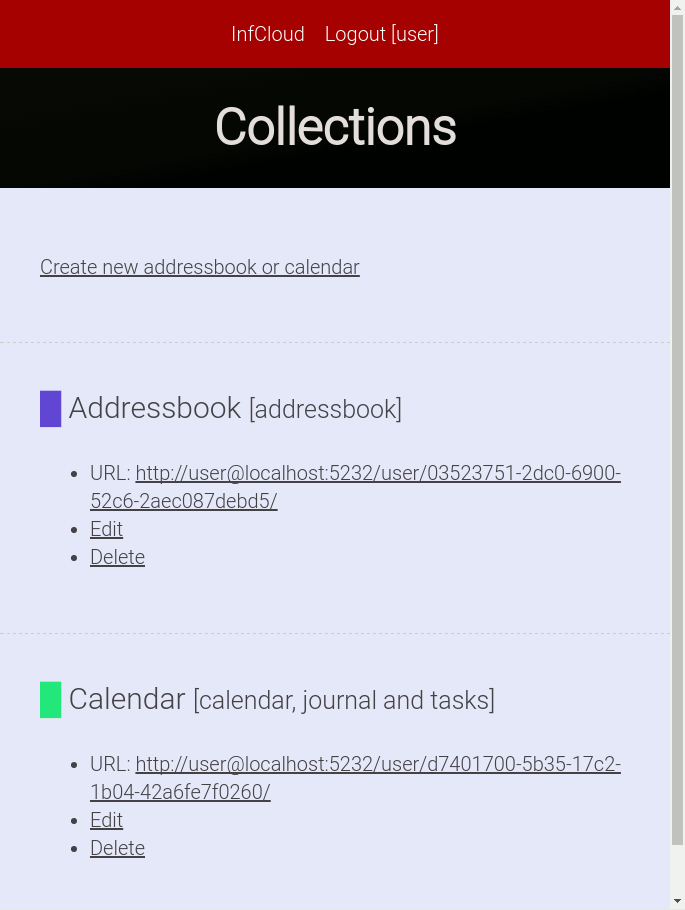 InfCloud Logout [user]
Collections
Create new addressbook or calendar
Addressbook [addressbook]
URL: http://user@localhost:5232/user/03523751-2dc0-6900-
52c6-2aec087debd5/
Edit
Delete
Calendar [calendar, journal and tasks]
URL: http://user@localhost:5232/user/d7401700-5b35-17c2-
1b04-42a6fe7f0260/
Edit
Delete